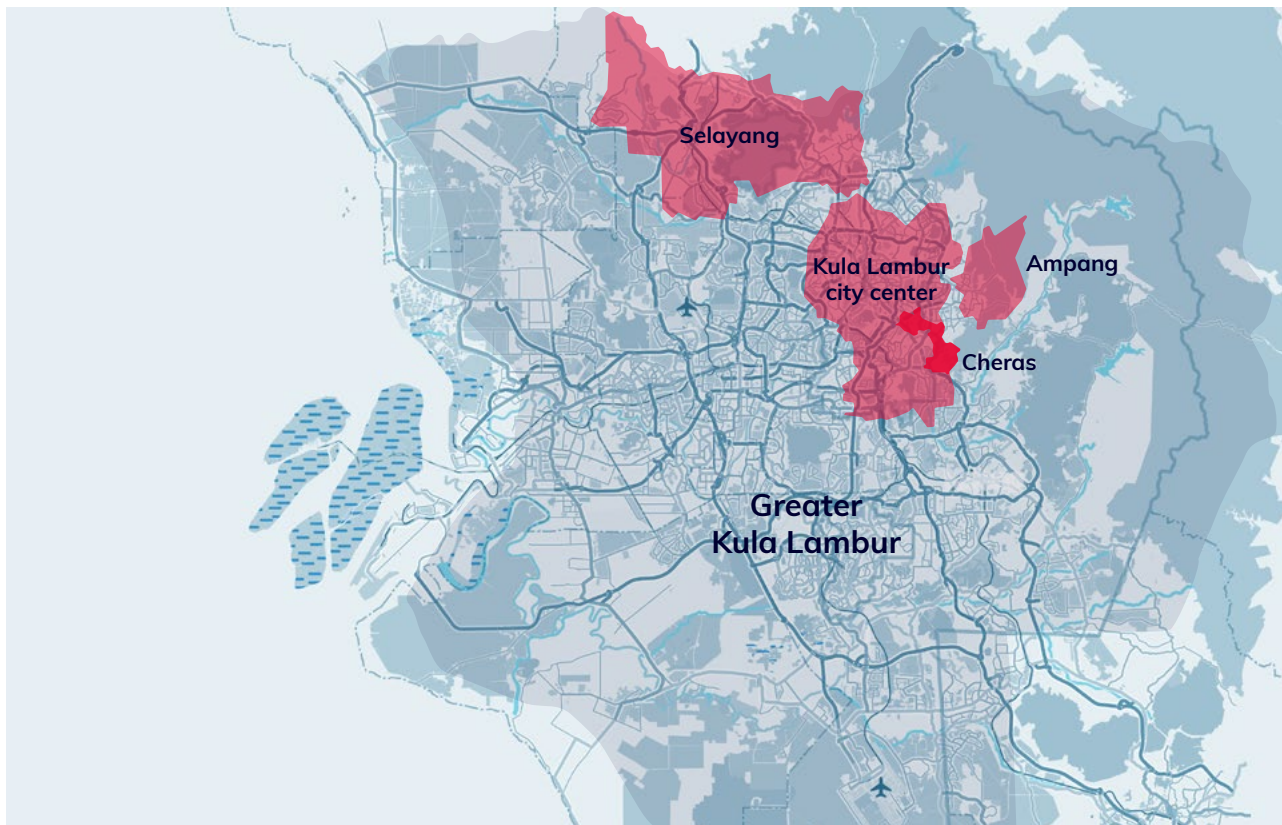 Selayang
Kula Lambur
city center
Ampang
Cheras
Greater
Kula Lambur